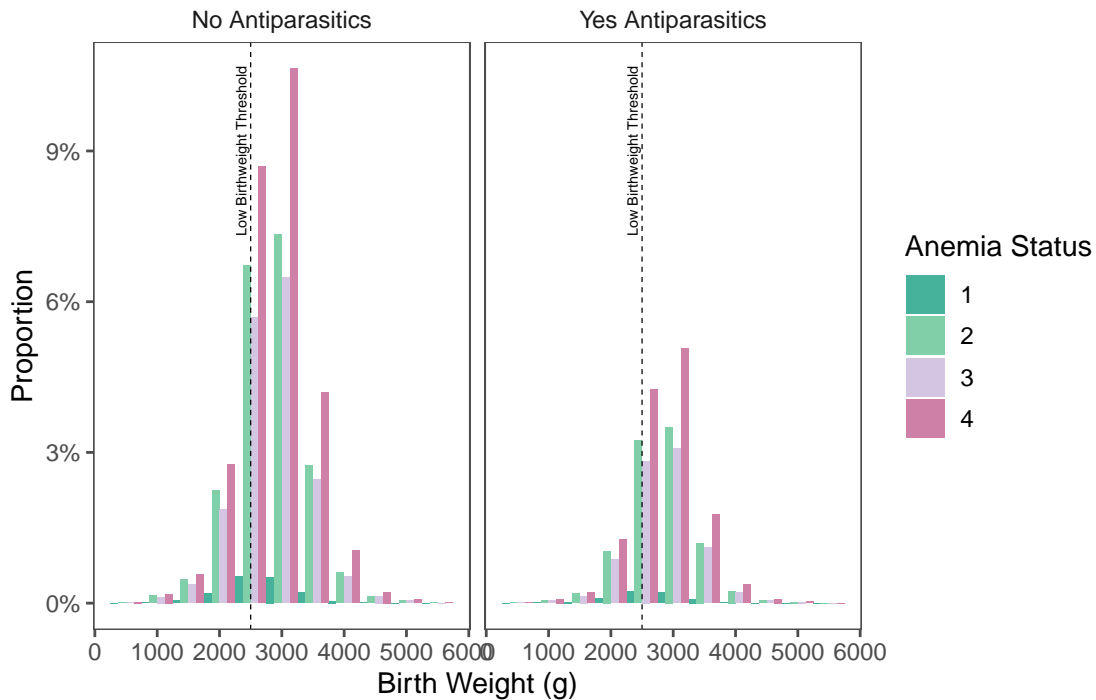 No Antiparasitics
Yes Antiparasitics
Low Birthweight Threshold
Low Birthweight Threshold
9%
6%
3%
0%
Proportion
0 1000 2000 3000 4000 5000 6000
0 1000 2000 3000 4000 5000 6000
Birth Weight (g)
Anemia Status
1
2
3
4